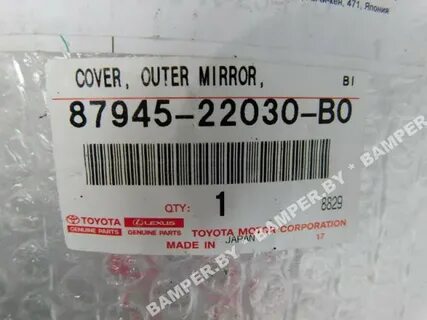 471, Япония
COVER, OUTER MIRROR, BI
87945-22030-B0
QTY: 1 8829
TOYOTA LEXUS
GENUINE PARTS GENUINE PARTS TOYOTA MOTOR CORPORATION
MADE IN JAPAN 17
BAMPER.BY * BAMPER.BY * BAMPER.BY